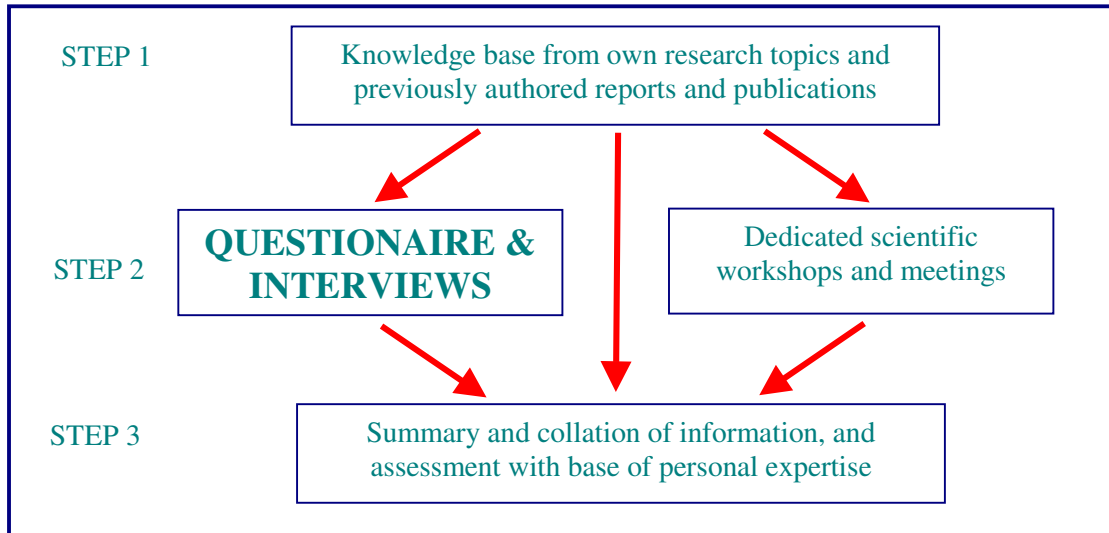 STEP 1
Knowledge base from own research topics and
previously authored reports and publications
STEP 2
QUESTIONAIRE &
INTERVIEWS
Dedicated scientific
workshops and meetings
STEP 3
Summary and collation of information, and
assessment with base of personal expertise